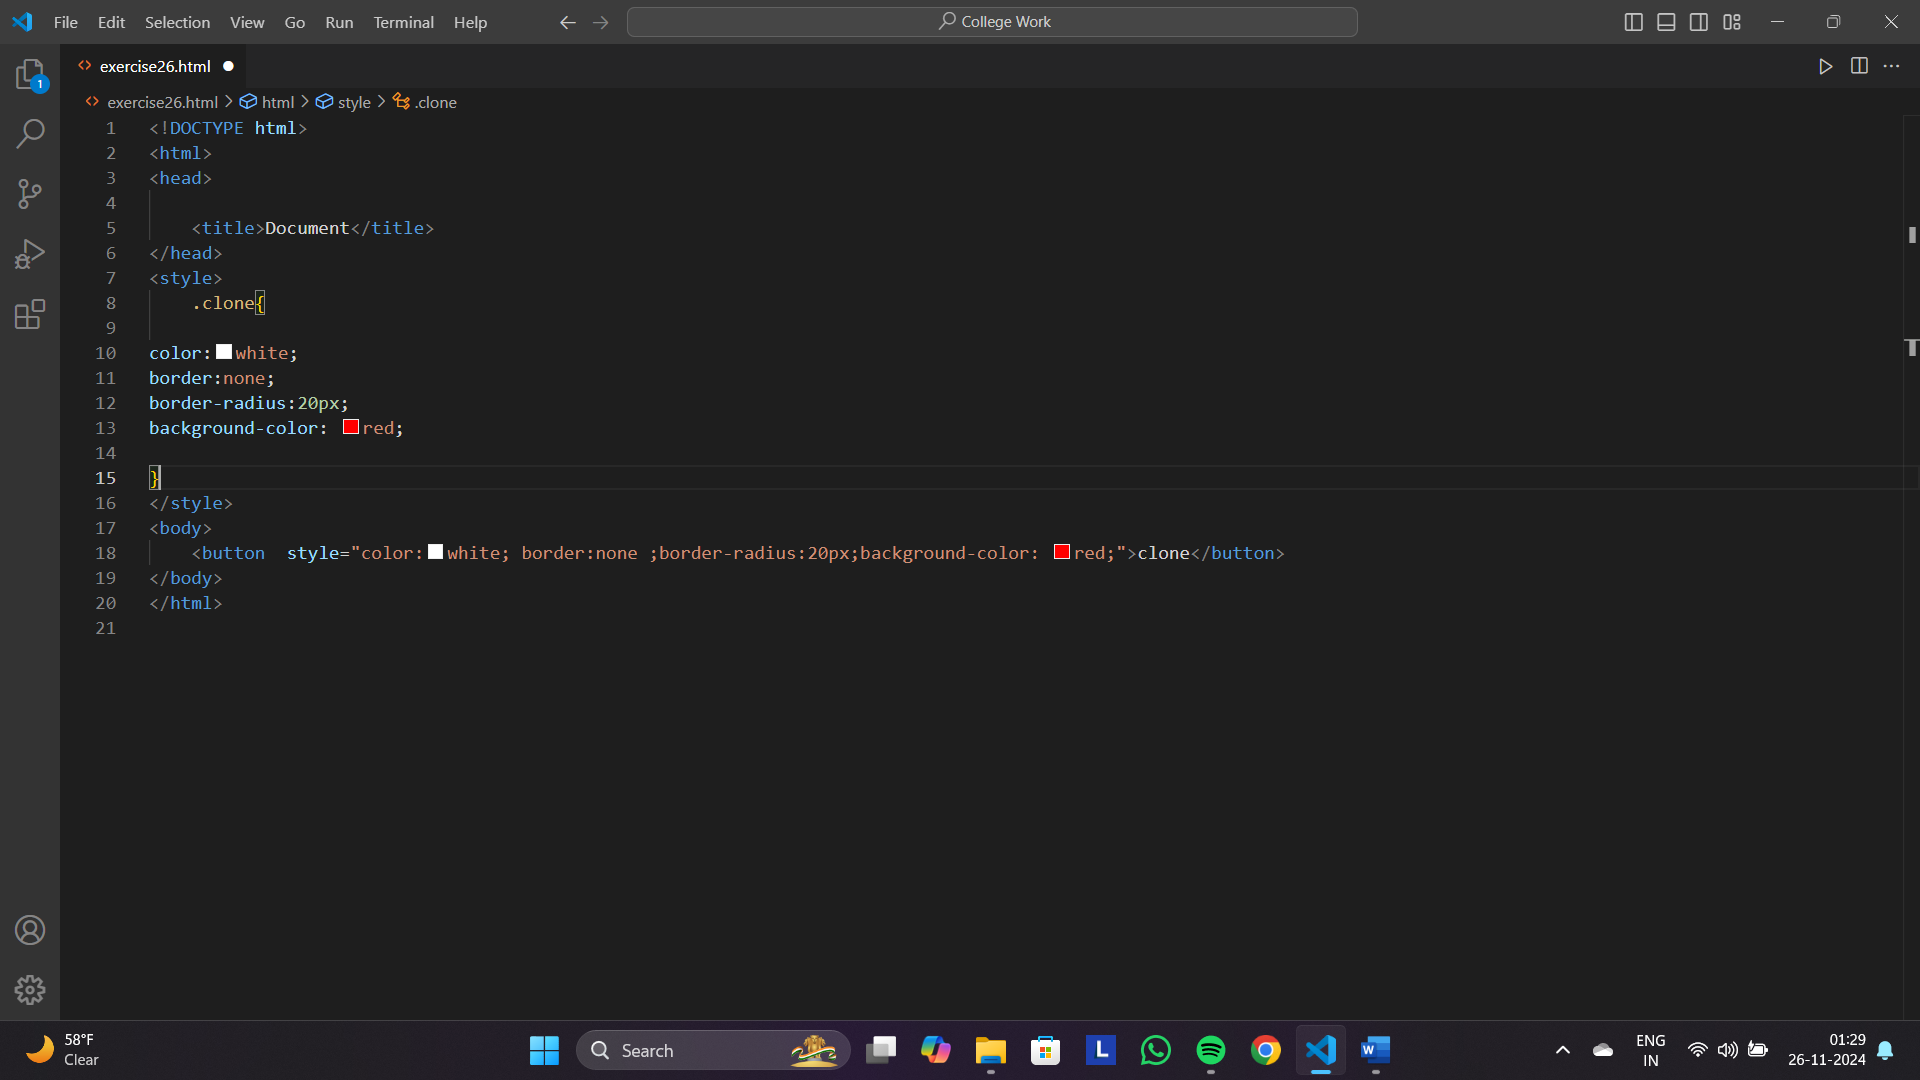 File Edit Selection View Go Run Terminal Help
College Work
1
exercise26.html
exercise26.html > html > style > .clone
1 <!DOCTYPE html>
2 <html>
3 <head>
4
5     <title>Document</title>
6 </head>
7 <style>
8     .clone{
9
10 color:white;
11 border:none;
12 border-radius:20px;
13 background-color: red;
14
15 }
16 </style>
17 <body>
18     <button  style="color:white; border:none ;border-radius:20px;background-color: red;">clone</button>
19 </body>
20 </html>
21
58°F
Clear
Search
L
W
ENG
IN
01:29
26-11-2024